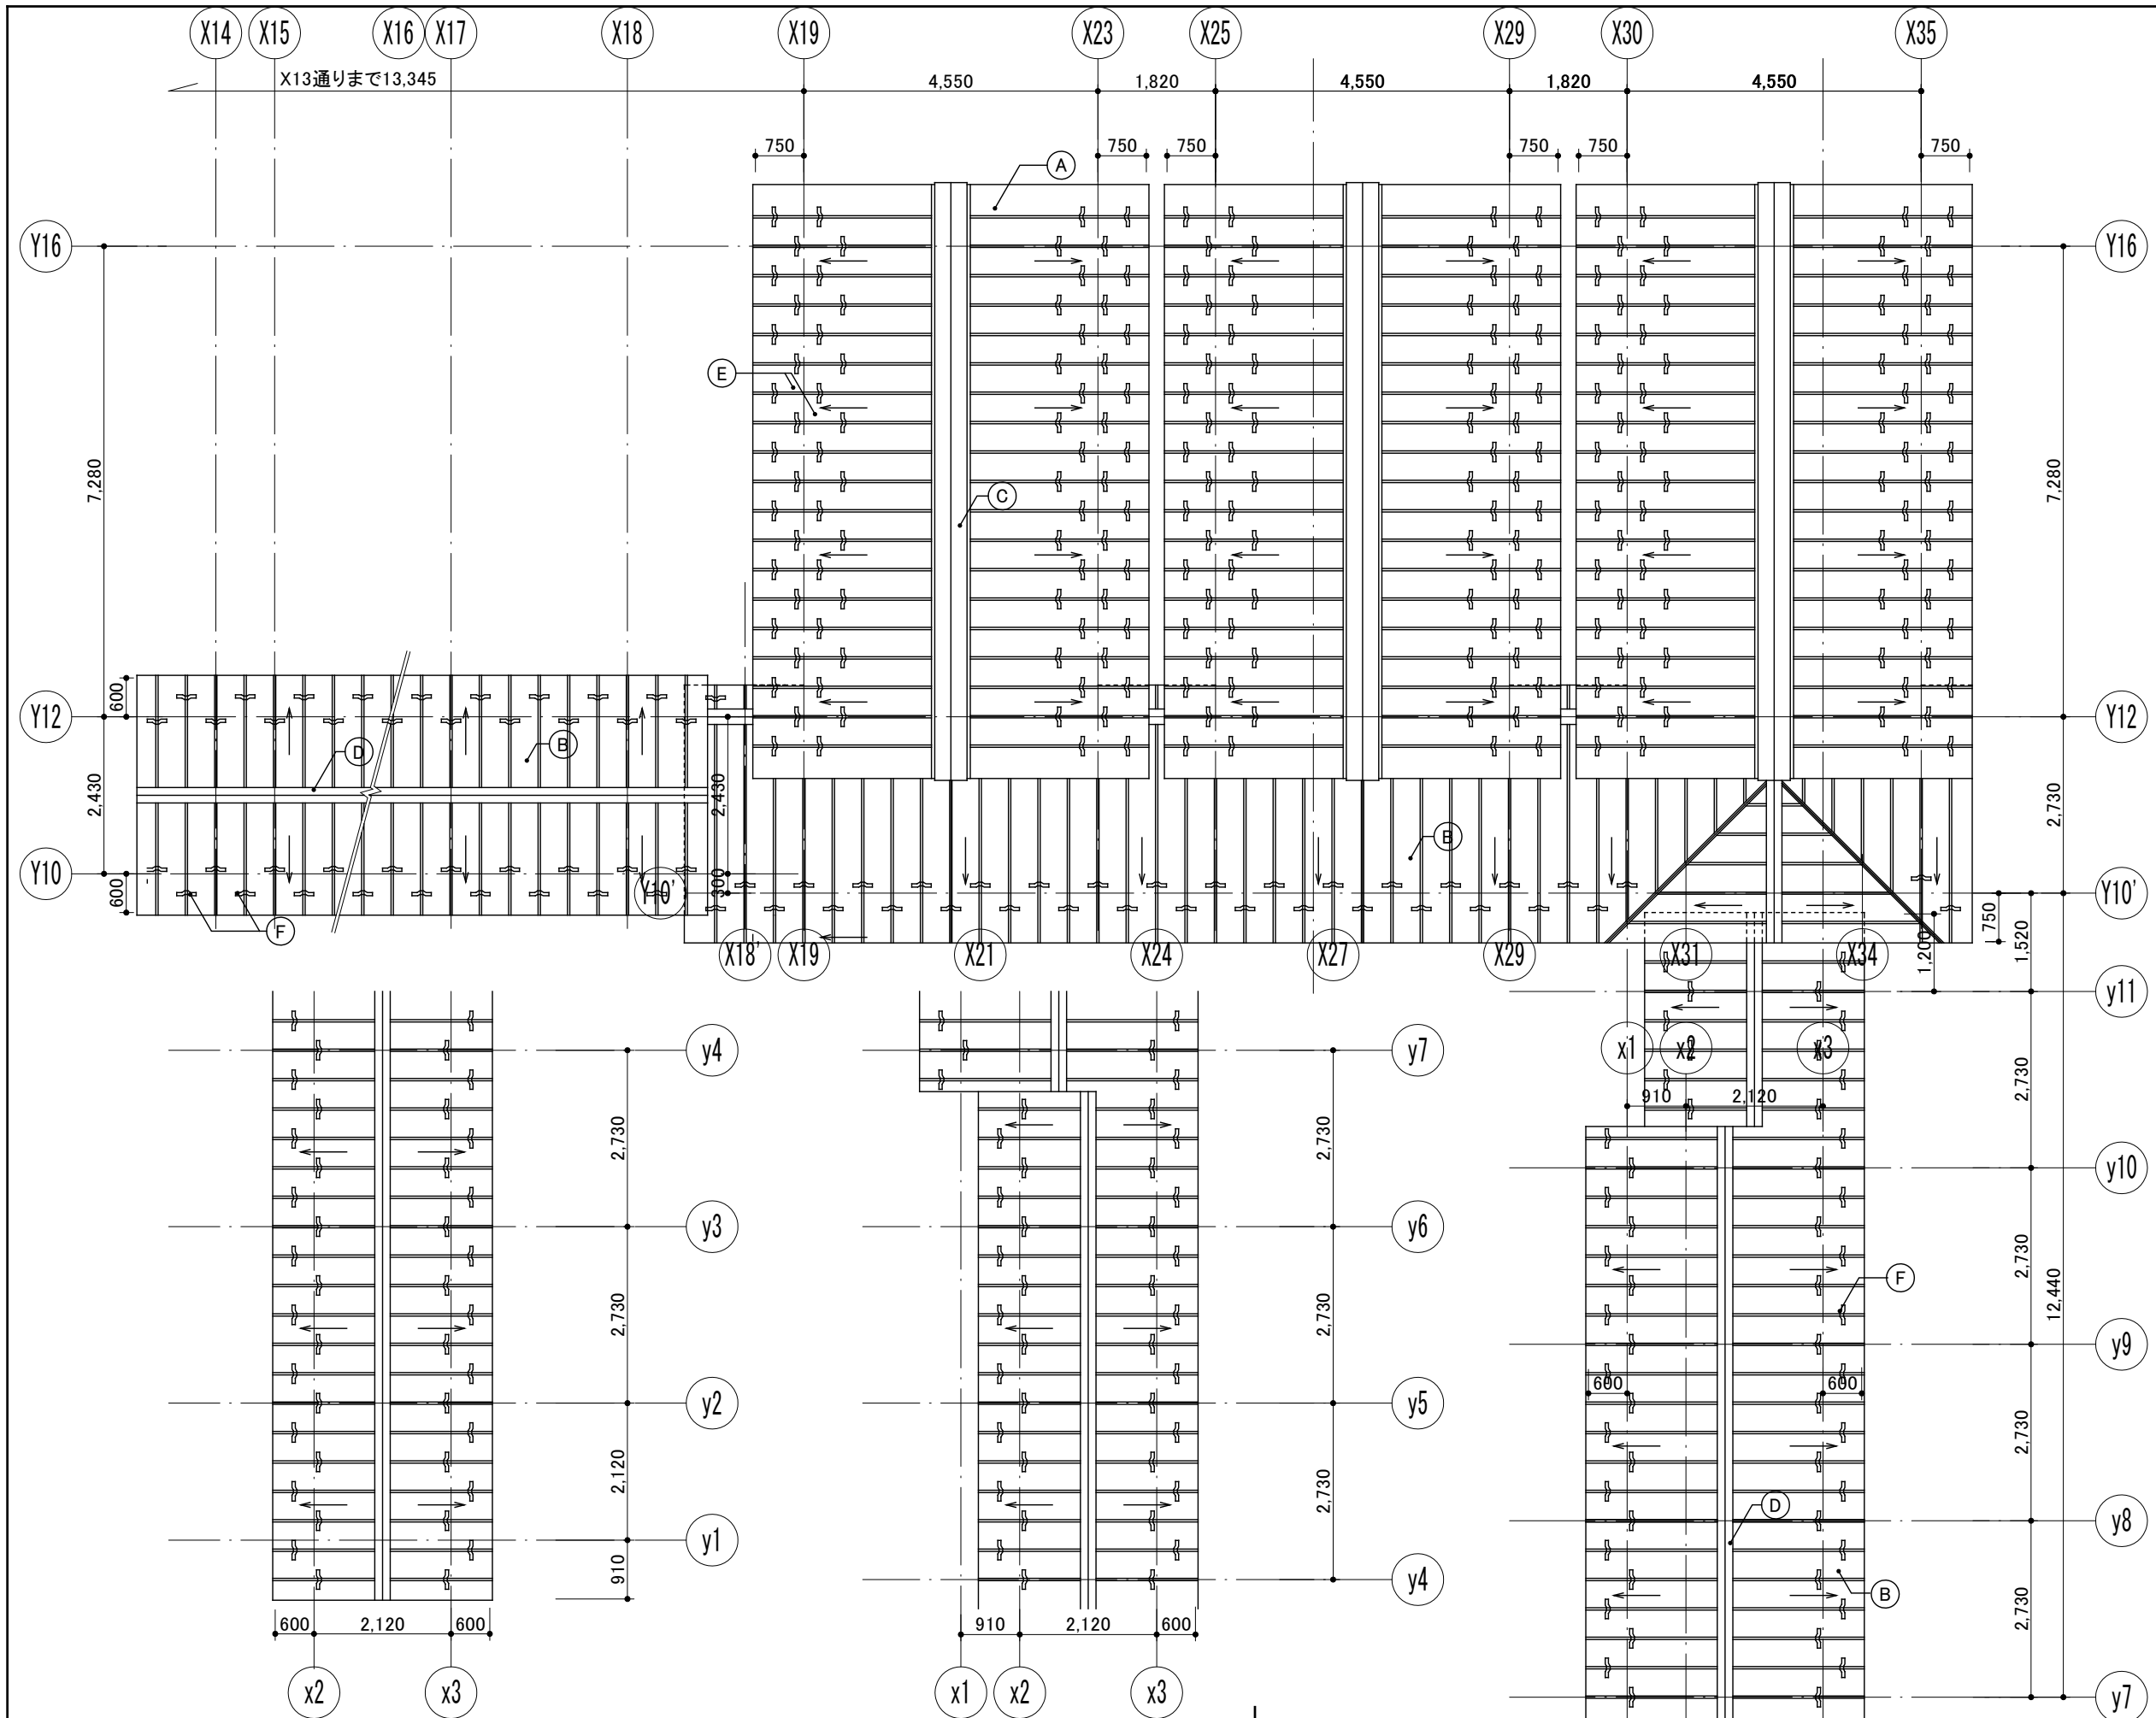 X14 X15 X16 X17 X18 X19 X23 X25 X29 X30 X35
X13通りまで13,345 4,550 1,820 4,550 1,820 4,550
750 750 750 750 750 750
A
Y16 Y16
E
7,280 C 7,280
600
Y12 Y12
D B
2,430 2,430 B 2,730
Y10 Y10' 300 Y10'
600 F 750
X18' X19 X21 X24 X27 X29 X31 X34 1,200 1,520
y11
y4 y7 x1 x2 x3
910 2,120 2,730
2,730 2,730
y10
y3 y6
2,730 F
2,730 2,730 12,440
y9
600 600
y2 y5
2,120 2,730 2,730
D
y1 y8
910 y4 B
600 2,120 600 910 2,120 600 2,730
x2 x3 x1 x2 x3 y7